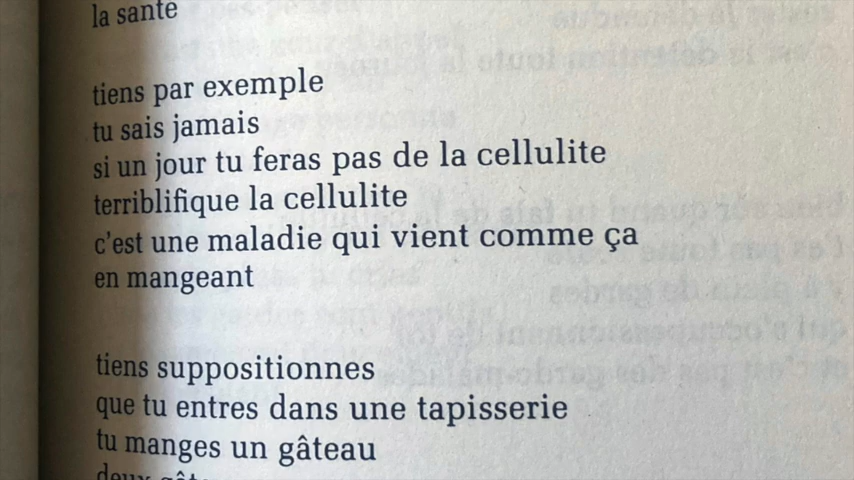 la santé
tiens par exemple
tu sais jamais
si un jour tu feras pas de la cellulite
terriblifique la cellulite
c'est une maladie qui vient comme ça
en mangeant
tiens suppositionnes
que tu entres dans une tapisserie
tu manges un gâteau
deux